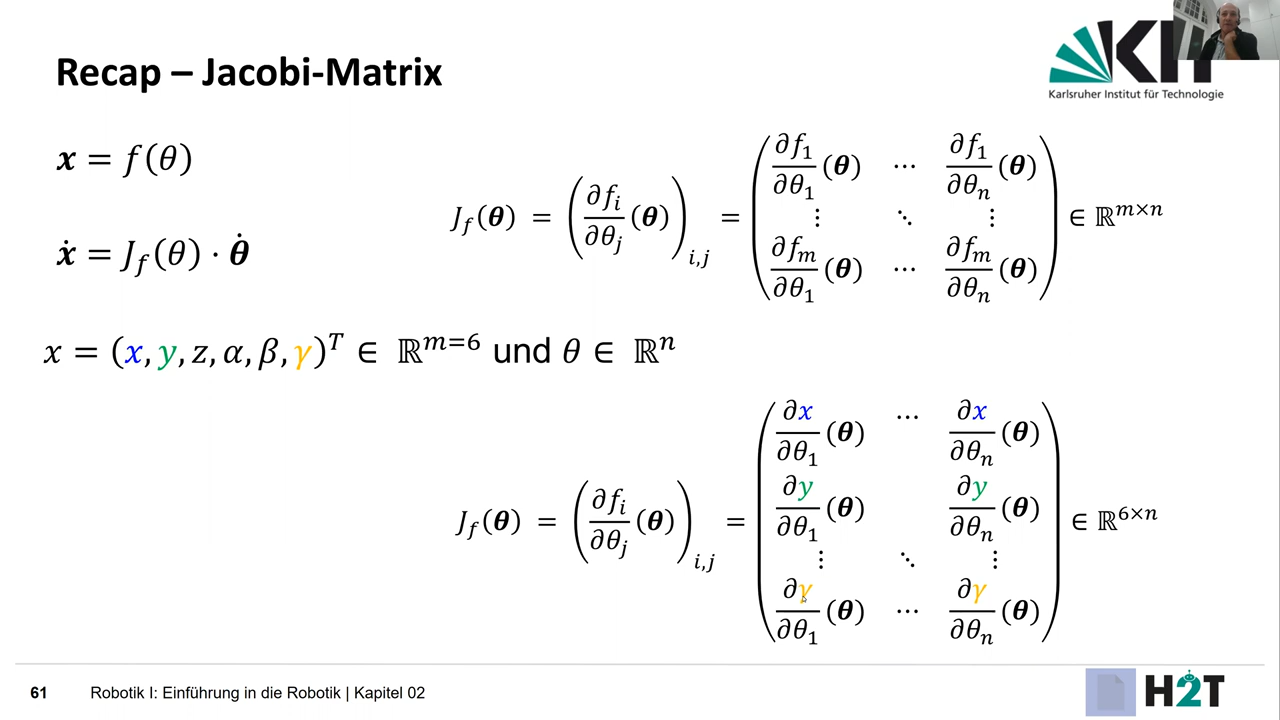 Recap – Jacobi-Matrix
KIT
Karlsruher Institut für Technologie
x = f(θ)
ẋ = J_f(θ) · θ̇
J_f(θ) = (∂f_i/∂θ_j (θ))_{i,j} = (∂f_1/∂θ_1 (θ) ⋯ ∂f_1/∂θ_n (θ)
⋮ ⋱ ⋮
∂f_m/∂θ_1 (θ) ⋯ ∂f_m/∂θ_n (θ)) ∈ ℝ^{m×n}
x = (x, y, z, α, β, γ)^T ∈ ℝ^{m=6} und θ ∈ ℝ^n
J_f(θ) = (∂f_i/∂θ_j (θ))_{i,j} = (∂x/∂θ_1 (θ) ⋯ ∂x/∂θ_n (θ)
∂y/∂θ_1 (θ) ∂y/∂θ_n (θ)
⋮ ⋱ ⋮
∂γ/∂θ_1 (θ) ⋯ ∂γ/∂θ_n (θ)) ∈ ℝ^{6×n}
61 Robotik I: Einführung in die Robotik | Kapitel 02
H2T